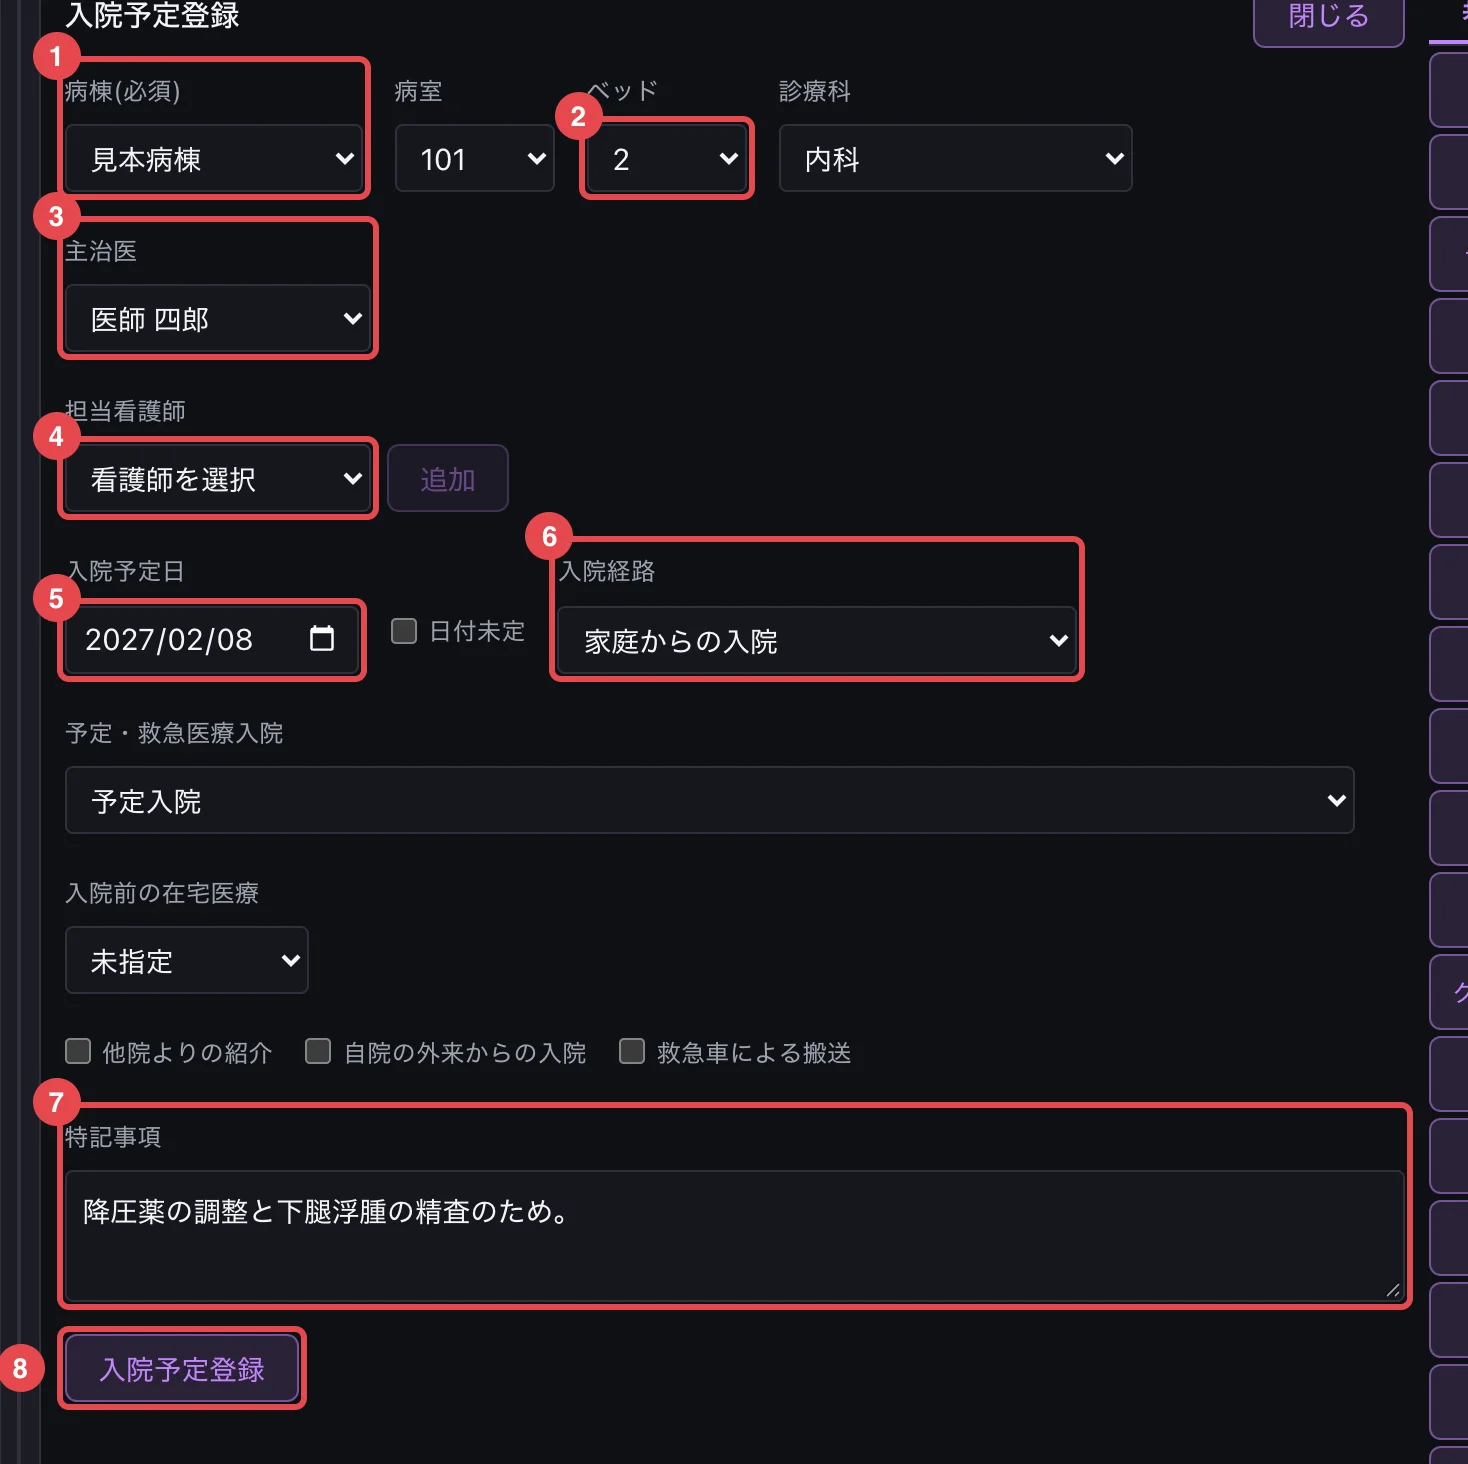 入院予定登録
閉じる
1
病棟(必須)
病室
ベッド
診療科
2
見本病棟
101
2
内科
3
主治医
医師 四郎
担当看護師
4
看護師を選択
追加
6
入院予定日
入院経路
5
2027/02/08
日付未定
家庭からの入院
予定・救急医療入院
予定入院
入院前の在宅医療
未指定
他院よりの紹介
自院の外来からの入院
救急車による搬送
7
特記事項
降圧薬の調整と下腿浮腫の精査のため。
8
入院予定登録